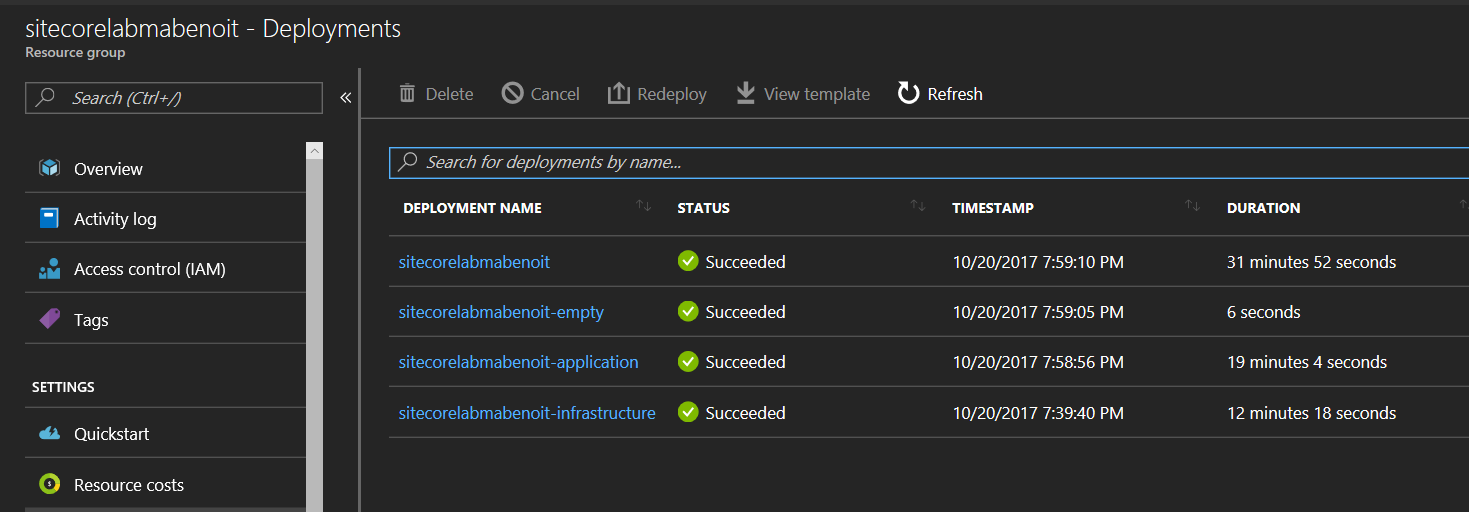 sitecorelabmabenoit - Deployments
Resource group
Search (Ctrl+/)
Overview
Activity log
Access control (IAM)
Tags
SETTINGS
Quickstart
Resource costs
Delete Cancel Redeploy View template Refresh
Search for deployments by name...
DEPLOYMENT NAME STATUS TIMESTAMP DURATION
sitecorelabmabenoit Succeeded 10/20/2017 7:59:10 PM 31 minutes 52 seconds
sitecorelabmabenoit-empty Succeeded 10/20/2017 7:59:05 PM 6 seconds
sitecorelabmabenoit-application Succeeded 10/20/2017 7:58:56 PM 19 minutes 4 seconds
sitecorelabmabenoit-infrastructure Succeeded 10/20/2017 7:39:40 PM 12 minutes 18 seconds